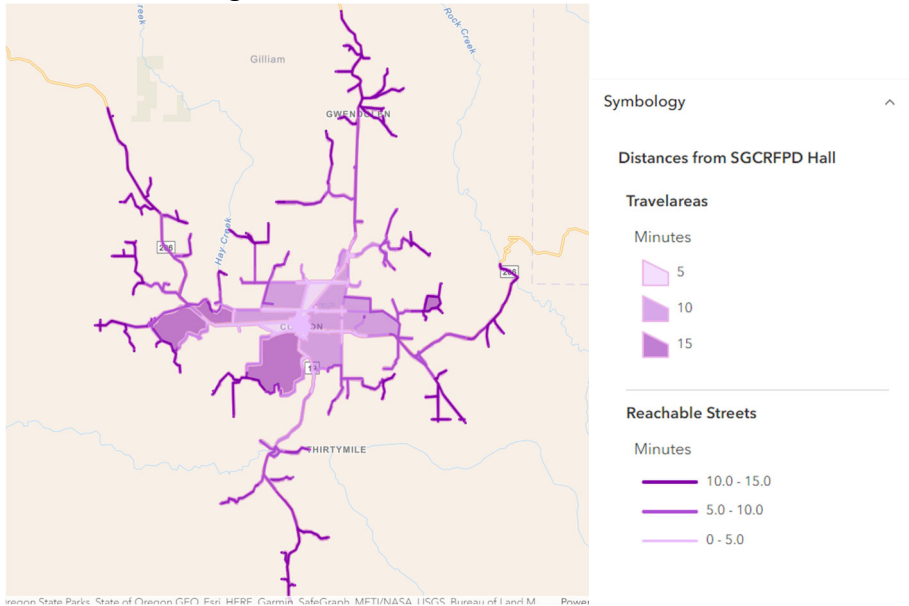 reek
Rock Creek
Gilliam
GWENDOLEN
Hay Creek
206
206
19
THIRTYMILE
Oregon State Parks, State of Oregon GEO, Esri, HERE, Garmin, SafeGraph, METI/NASA, USGS, Bureau of Land M
Power
Symbology
Distances from SGCRFPD Hall
Travelareas
Minutes
5
10
15
Reachable Streets
Minutes
10.0 - 15.0
5.0 - 10.0
0 - 5.0